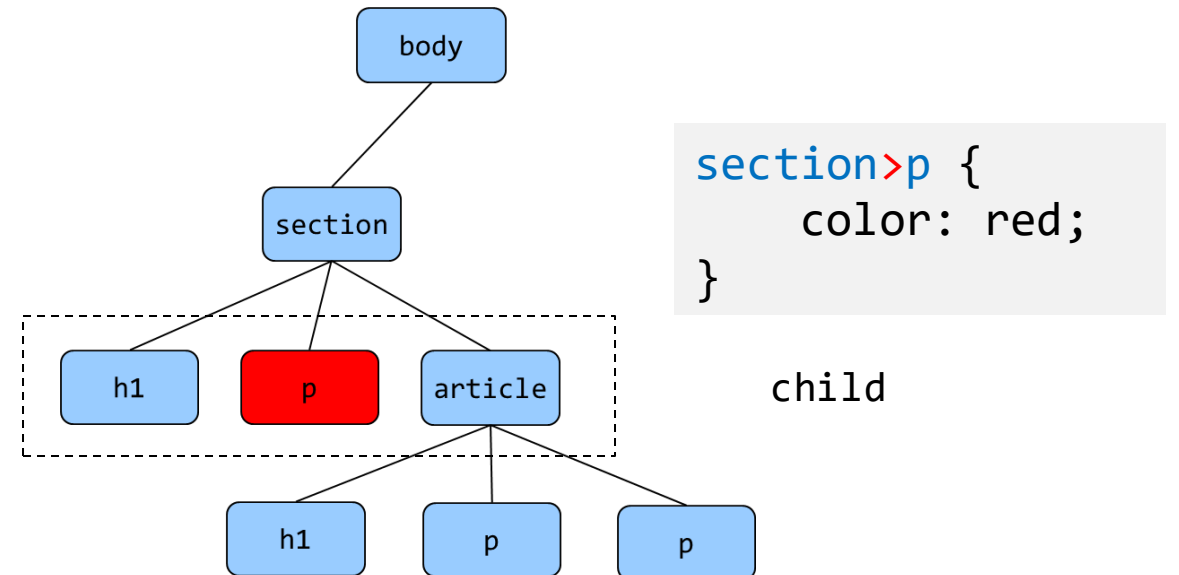 body
section
h1
p
article
h1
p
p
section>p {
    color: red;
}
child